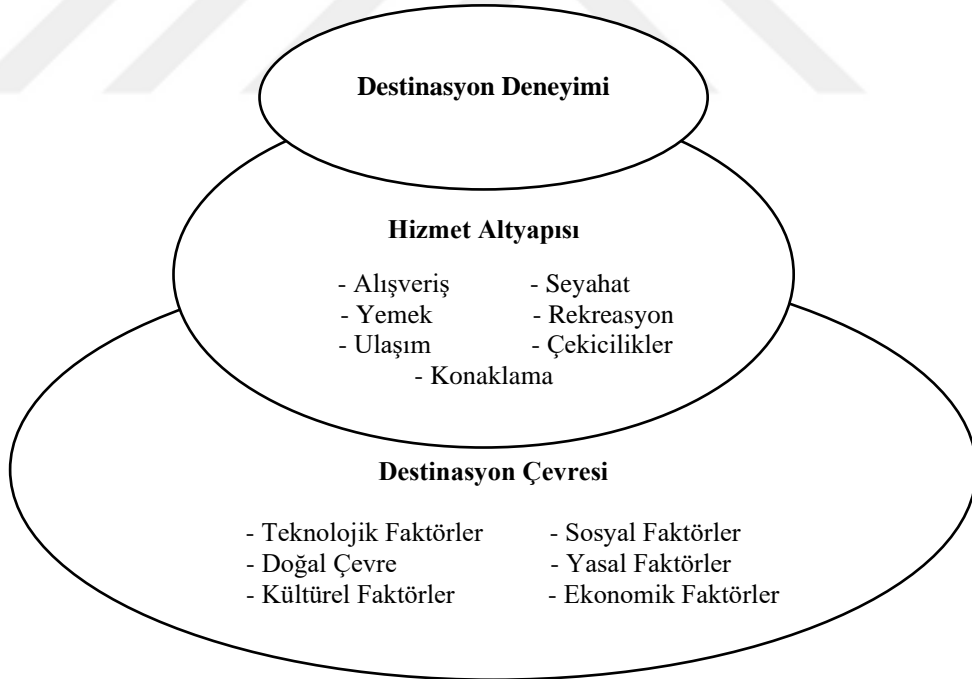 Destinasyon Deneyimi
Hizmet Altyapısı
- Alışveriş - Seyahat
- Yemek - Rekreasyon
- Ulaşım - Çekicilikler
- Konaklama
Destinasyon Çevresi
- Teknolojik Faktörler - Sosyal Faktörler
- Doğal Çevre - Yasal Faktörler
- Kültürel Faktörler - Ekonomik Faktörler